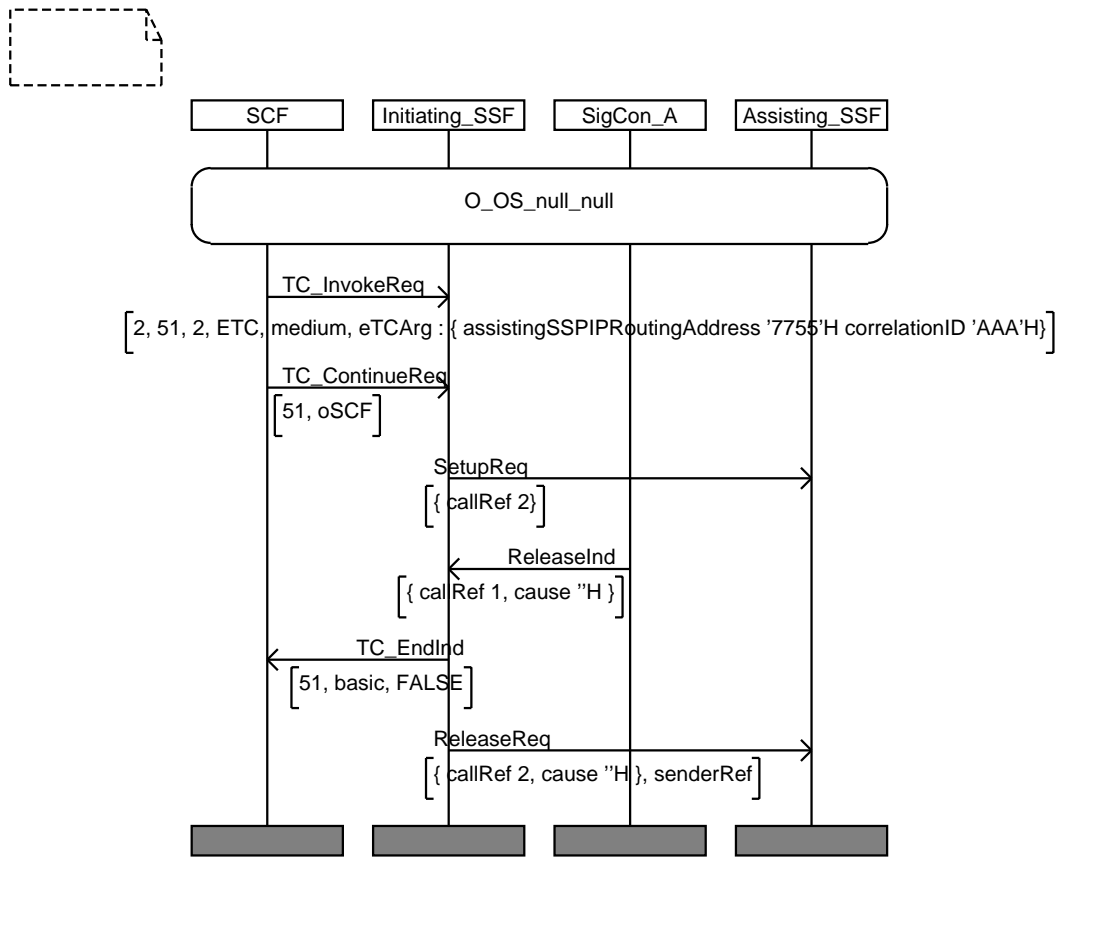 SCF
Initiating_SSF
SigCon_A
Assisting_SSF
O_OS_null_null
TC_InvokeReq
2, 51, 2, ETC, medium, eTCArg : { assistingSSPIPRoutingAddress '7755'H correlationID 'AAA'H}
TC_ContinueReq
51, oSCF
SetupReq
{ callRef 2}
ReleaseInd
{ callRef 1, cause ''H }
TC_EndInd
51, basic, FALSE
ReleaseReq
{ callRef 2, cause ''H }, senderRef